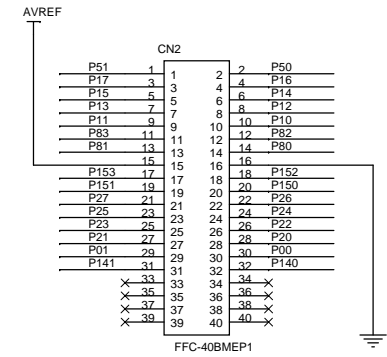 AVREF
CN2
P51 1 1 2 2 P50
P17 3 3 4 4 P16
P15 5 5 6 6 P14
P13 7 7 8 8 P12
P11 9 9 10 10 P10
P83 11 11 12 12 P82
P81 13 13 14 14 P80
15 15 16 16
P153 17 17 18 18 P152
P151 19 19 20 20 P150
P27 21 21 22 22 P26
P25 23 23 24 24 P24
P23 25 25 26 26 P22
P21 27 27 28 28 P20
P01 29 29 30 30 P00
P141 31 31 32 32 P140
33 33 34 34
35 35 36 36
37 37 38 38
39 39 40 40
FFC-40BMEP1